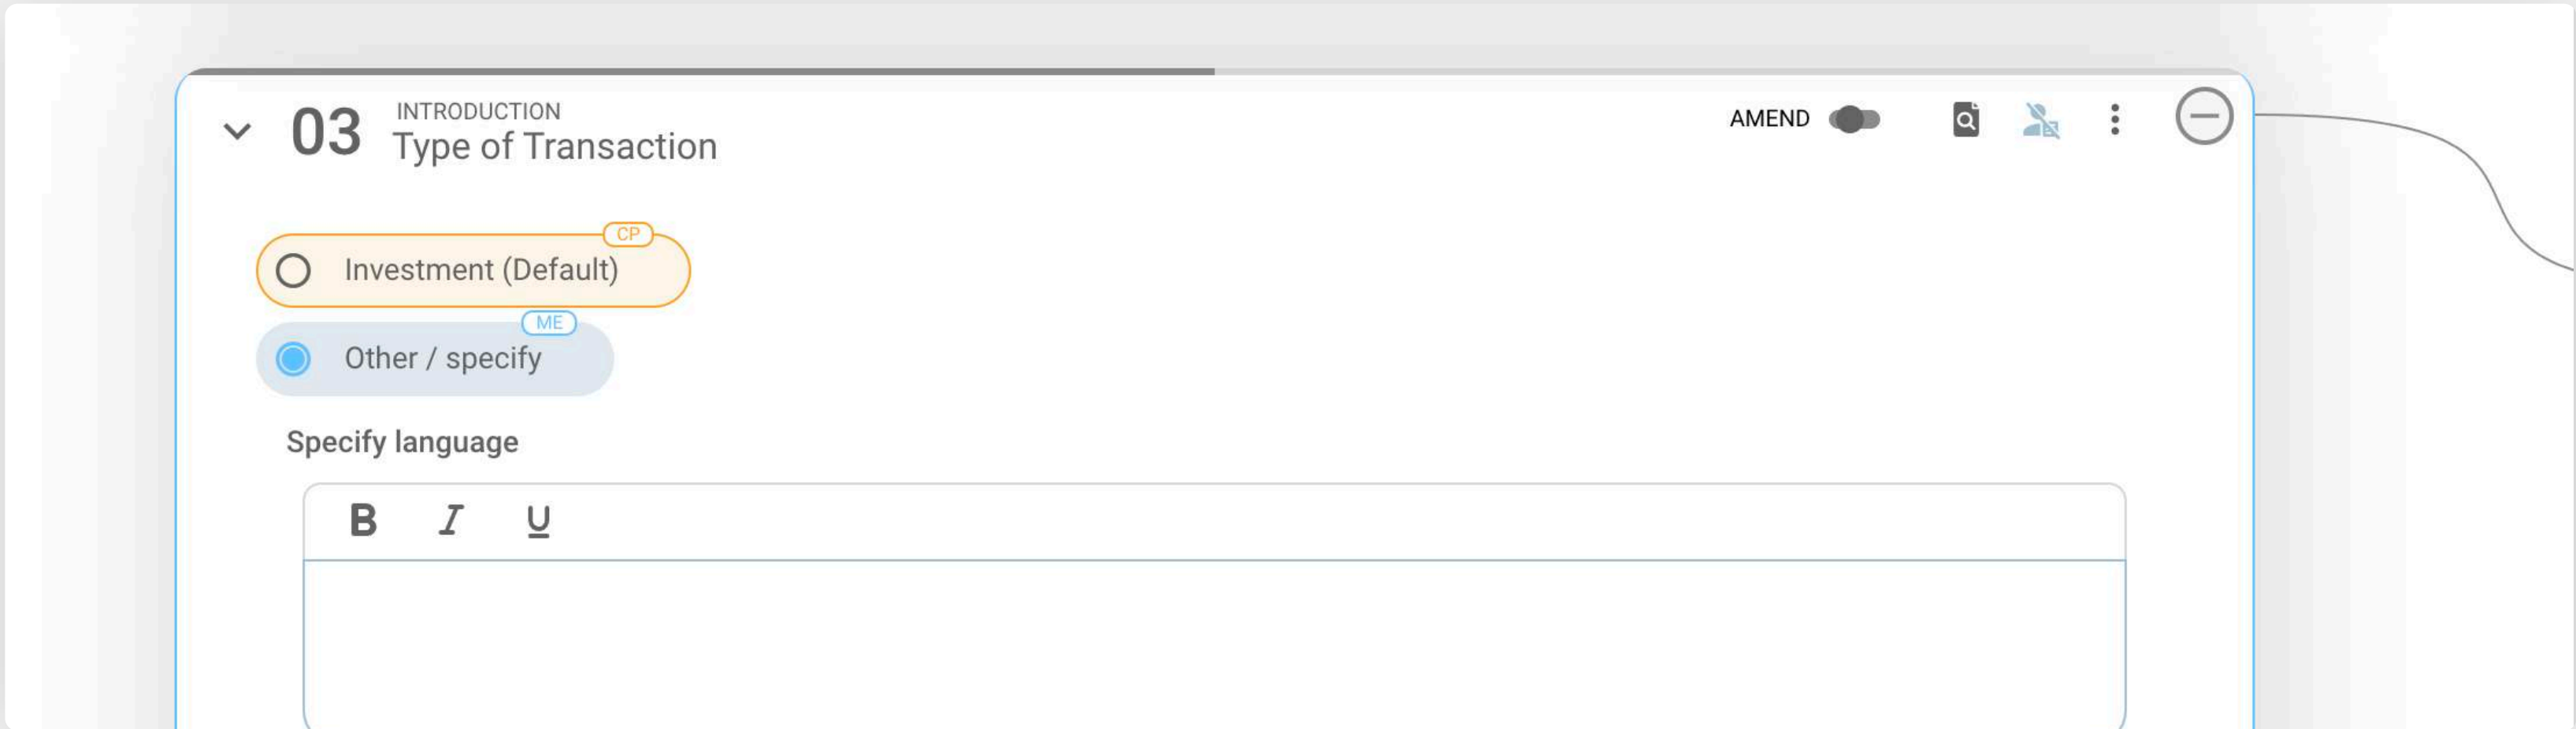 03
INTRODUCTION
Type of Transaction
AMEND
CP
Investment (Default)
ME
Other / specify
Specify language
B I U